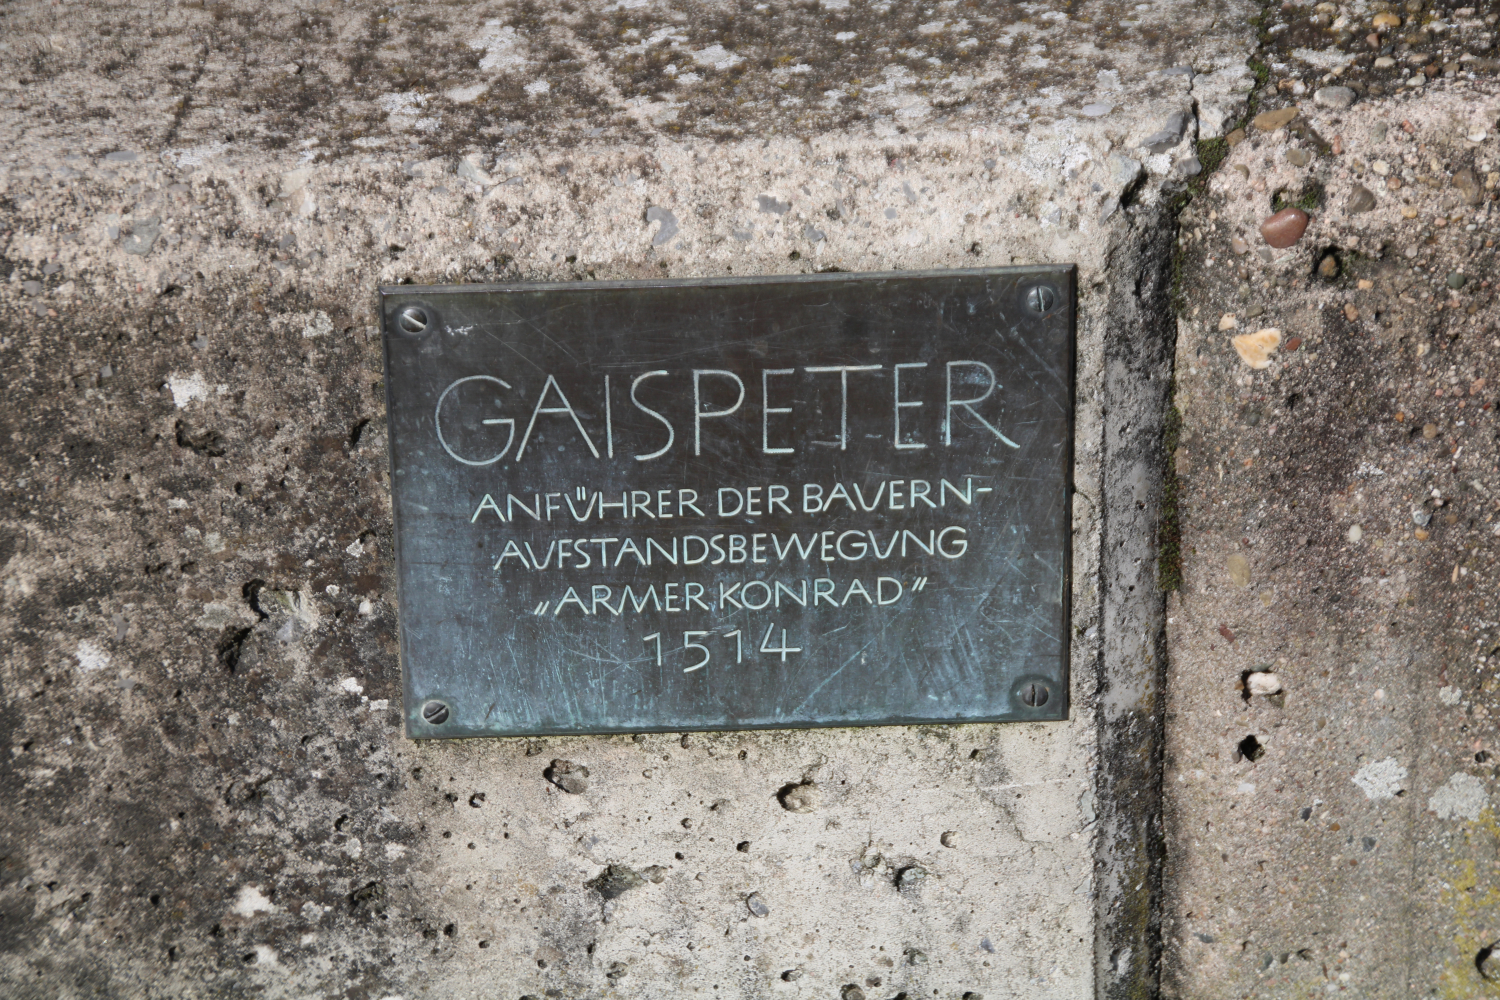 GAISPETER
ANFÜHRER DER BAUERN-
AUFSTANDSBEWEGUNG
„ARMER KONRAD”
1514